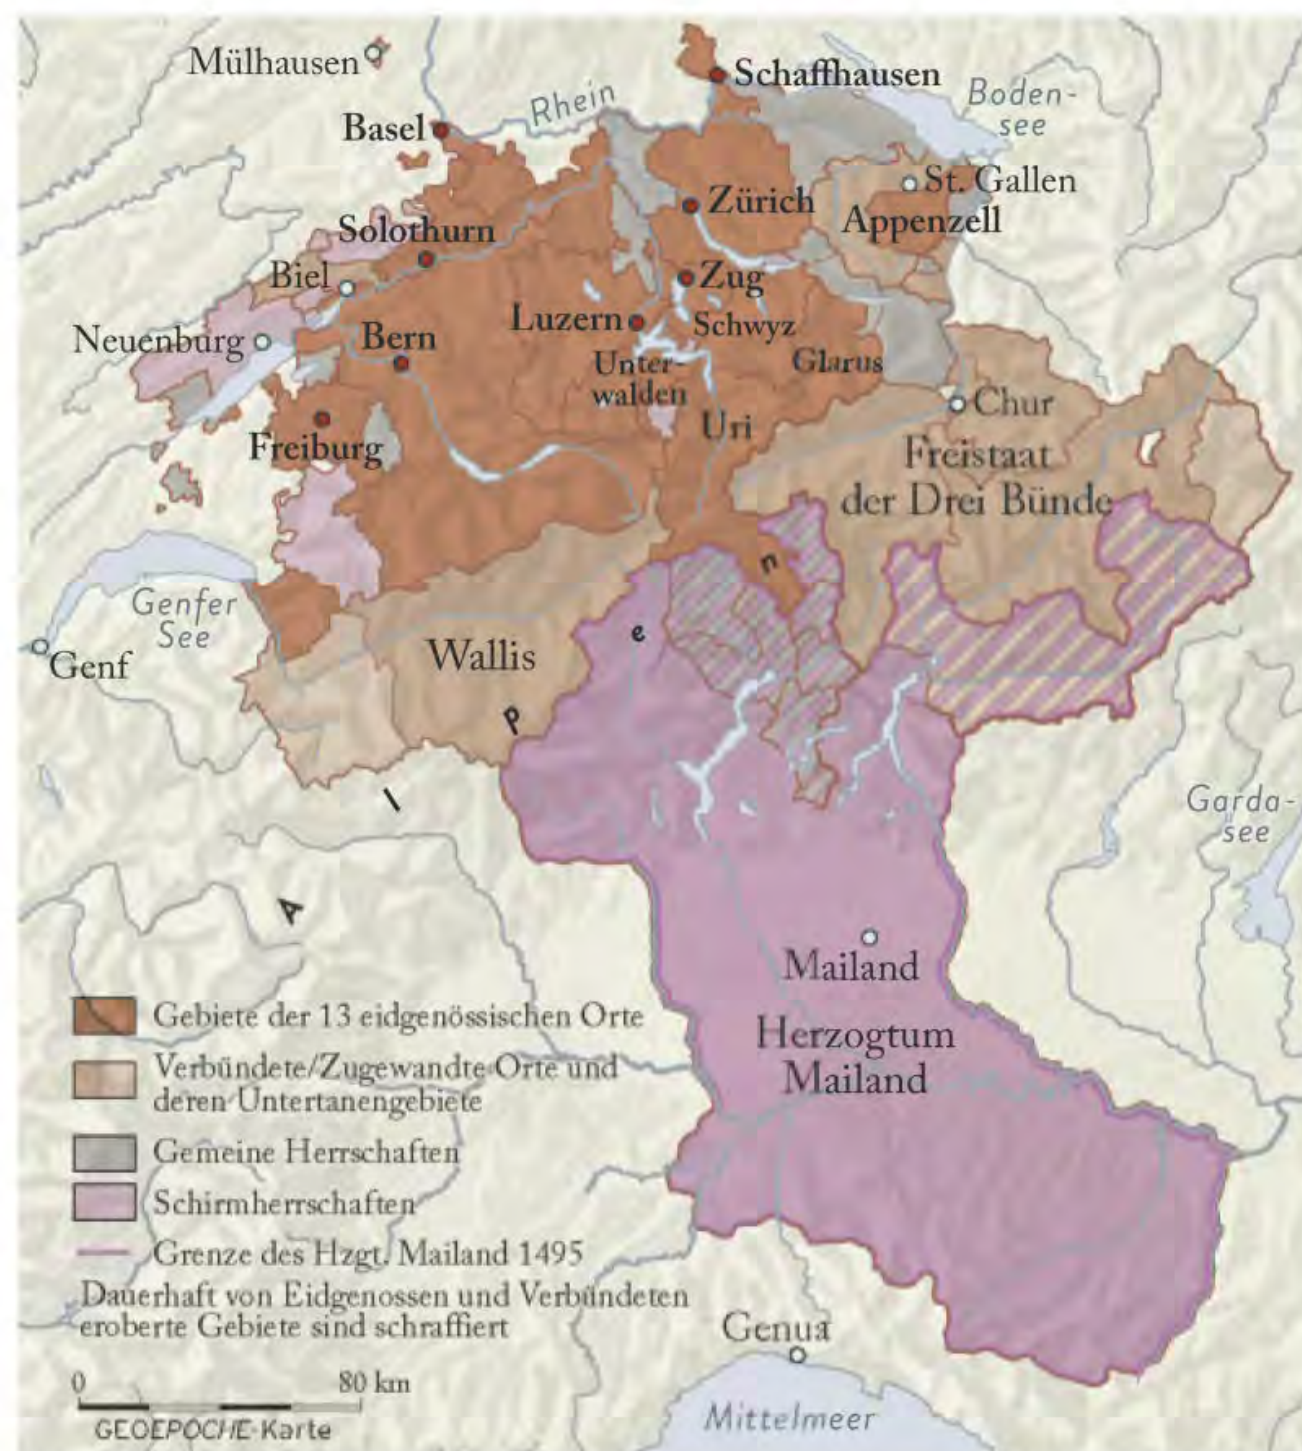 Mülhausen
Schaffhausen
Boden-
see
Rhein
Basel
St. Gallen
Zürich
Appenzell
Solothurn
Biel
Zug
Luzern
Schwyz
Neuenburg
Bern
Unter-
walden
Glarus
Uri
Chur
Freiburg
Freistaat
der Drei Bünde
Genfer
See
Genf
Wallis
A l p e n
Garda-
see
Mailand
Herzogtum
Mailand
Gebiete der 13 eidgenössischen Orte
Verbündete/Zugewandte Orte und
deren Untertanengebiete
Gemeine Herrschaften
Schirmherrschaften
Grenze des Hzgt. Mailand 1495
Dauerhaft von Eidgenossen und Verbündeten
eroberte Gebiete sind schraffiert
Genua
0 80 km
GEOEPOCHE-Karte
Mittelmeer